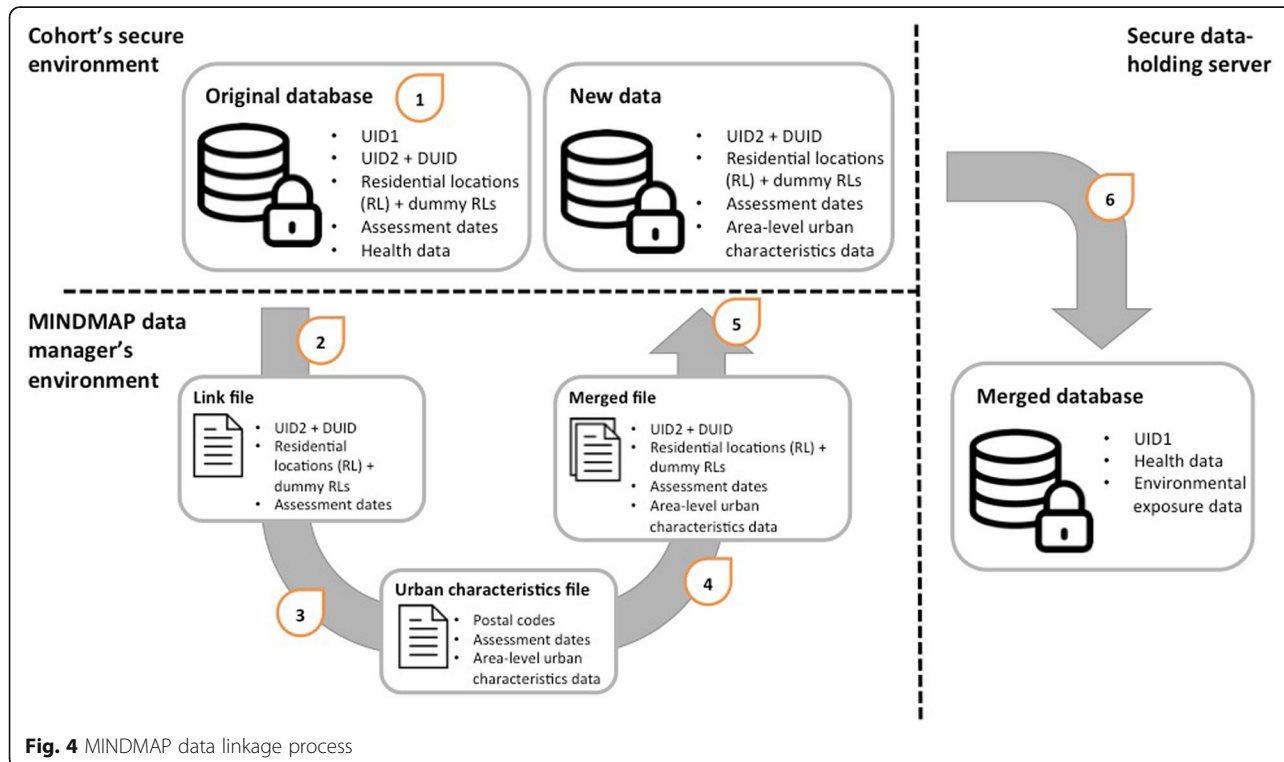 Cohort's secure
environment
Original database
1
• UID1
• UID2 + DUID
• Residential locations
(RL) + dummy RLs
• Assessment dates
• Health data
New data
• UID2 + DUID
• Residential locations
(RL) + dummy RLs
• Assessment dates
• Area-level urban
characteristics data
Secure data-
holding server
6
MINDMAP data
manager's
environment
2
Link file
• UID2 + DUID
• Residential
locations (RL) +
dummy RLs
• Assessment dates
3
Urban characteristics file
• Postal codes
• Assessment dates
• Area-level urban
characteristics data
4
5
Merged file
• UID2 + DUID
• Residential locations (RL) +
dummy RLs
• Assessment dates
• Area-level urban
characteristics data
Merged database
• UID1
• Health data
• Environmental
exposure data
Fig. 4 MINDMAP data linkage process